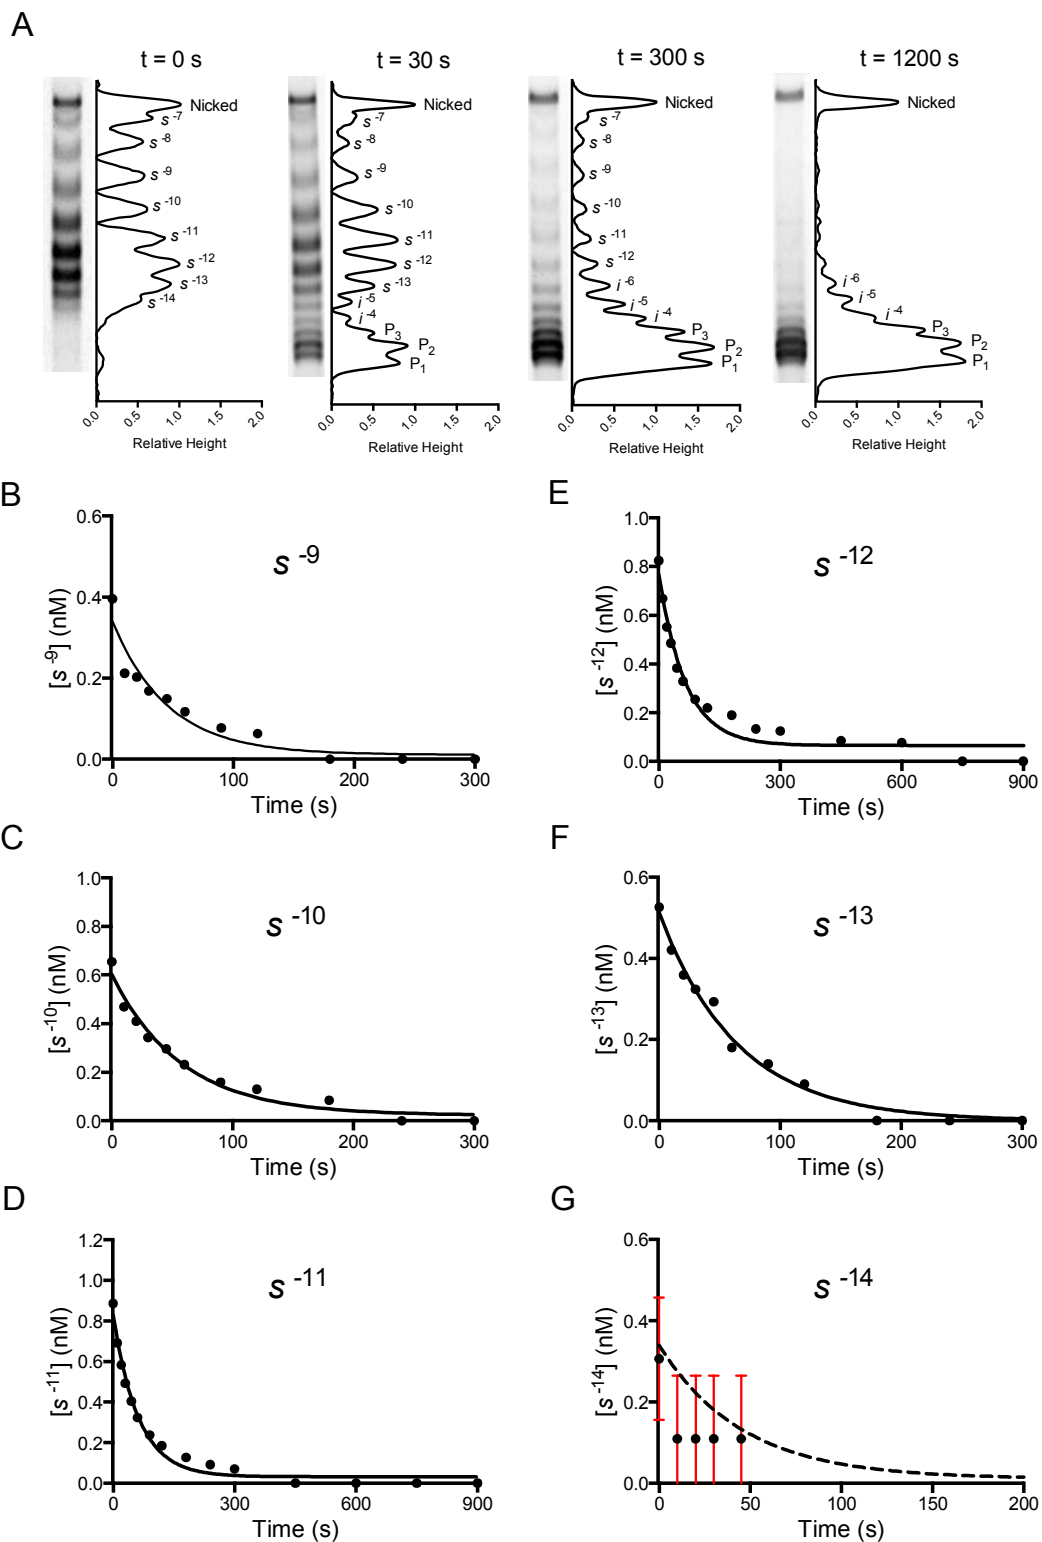 A
t = 0 s
t = 30 s
t = 300 s
t = 1200 s
Nicked
s -7
s -8
s -9
s -10
s -11
s -12
s -13
s -14
0.0 0.5 1.0 1.5 2.0
Relative Height
Nicked
s -7
s -8
s -9
s -10
s -11
s -12
s -13
i -5
i -4
P3
P2
P1
0.0 0.5 1.0 1.5 2.0
Relative Height
Nicked
s -7
s -8
s -9
s -10
s -11
s -12
i -6
i -5
i -4
P3
P2
P1
0.0 0.5 1.0 1.5 2.0
Relative Height
Nicked
i -6
i -5
i -4
P3
P2
P1
0.0 0.5 1.0 1.5 2.0
Relative Height
B
s -9
[s -9] (nM)
0.6
0.4
0.2
0.0
0 100 200 300
Time (s)
C
s -10
[s -10] (nM)
1.0
0.8
0.6
0.4
0.2
0.0
0 100 200 300
Time (s)
D
s -11
[s -11] (nM)
1.2
1.0
0.8
0.6
0.4
0.2
0.0
0 300 600 900
Time (s)
E
s -12
[s -12] (nM)
1.0
0.8
0.6
0.4
0.2
0.0
0 300 600 900
Time (s)
F
s -13
[s -13] (nM)
0.6
0.4
0.2
0.0
0 100 200 300
Time (s)
G
s -14
[s -14] (nM)
0.6
0.4
0.2
0.0
0 50 100 150 200
Time (s)